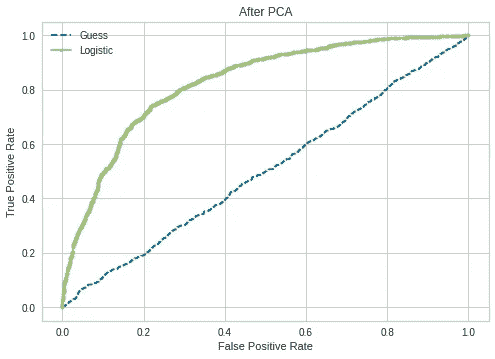 After PCA
Guess
Logistic
True Positive Rate
1.0
0.8
0.6
0.4
0.2
0.0
0.0 0.2 0.4 0.6 0.8 1.0
False Positive Rate